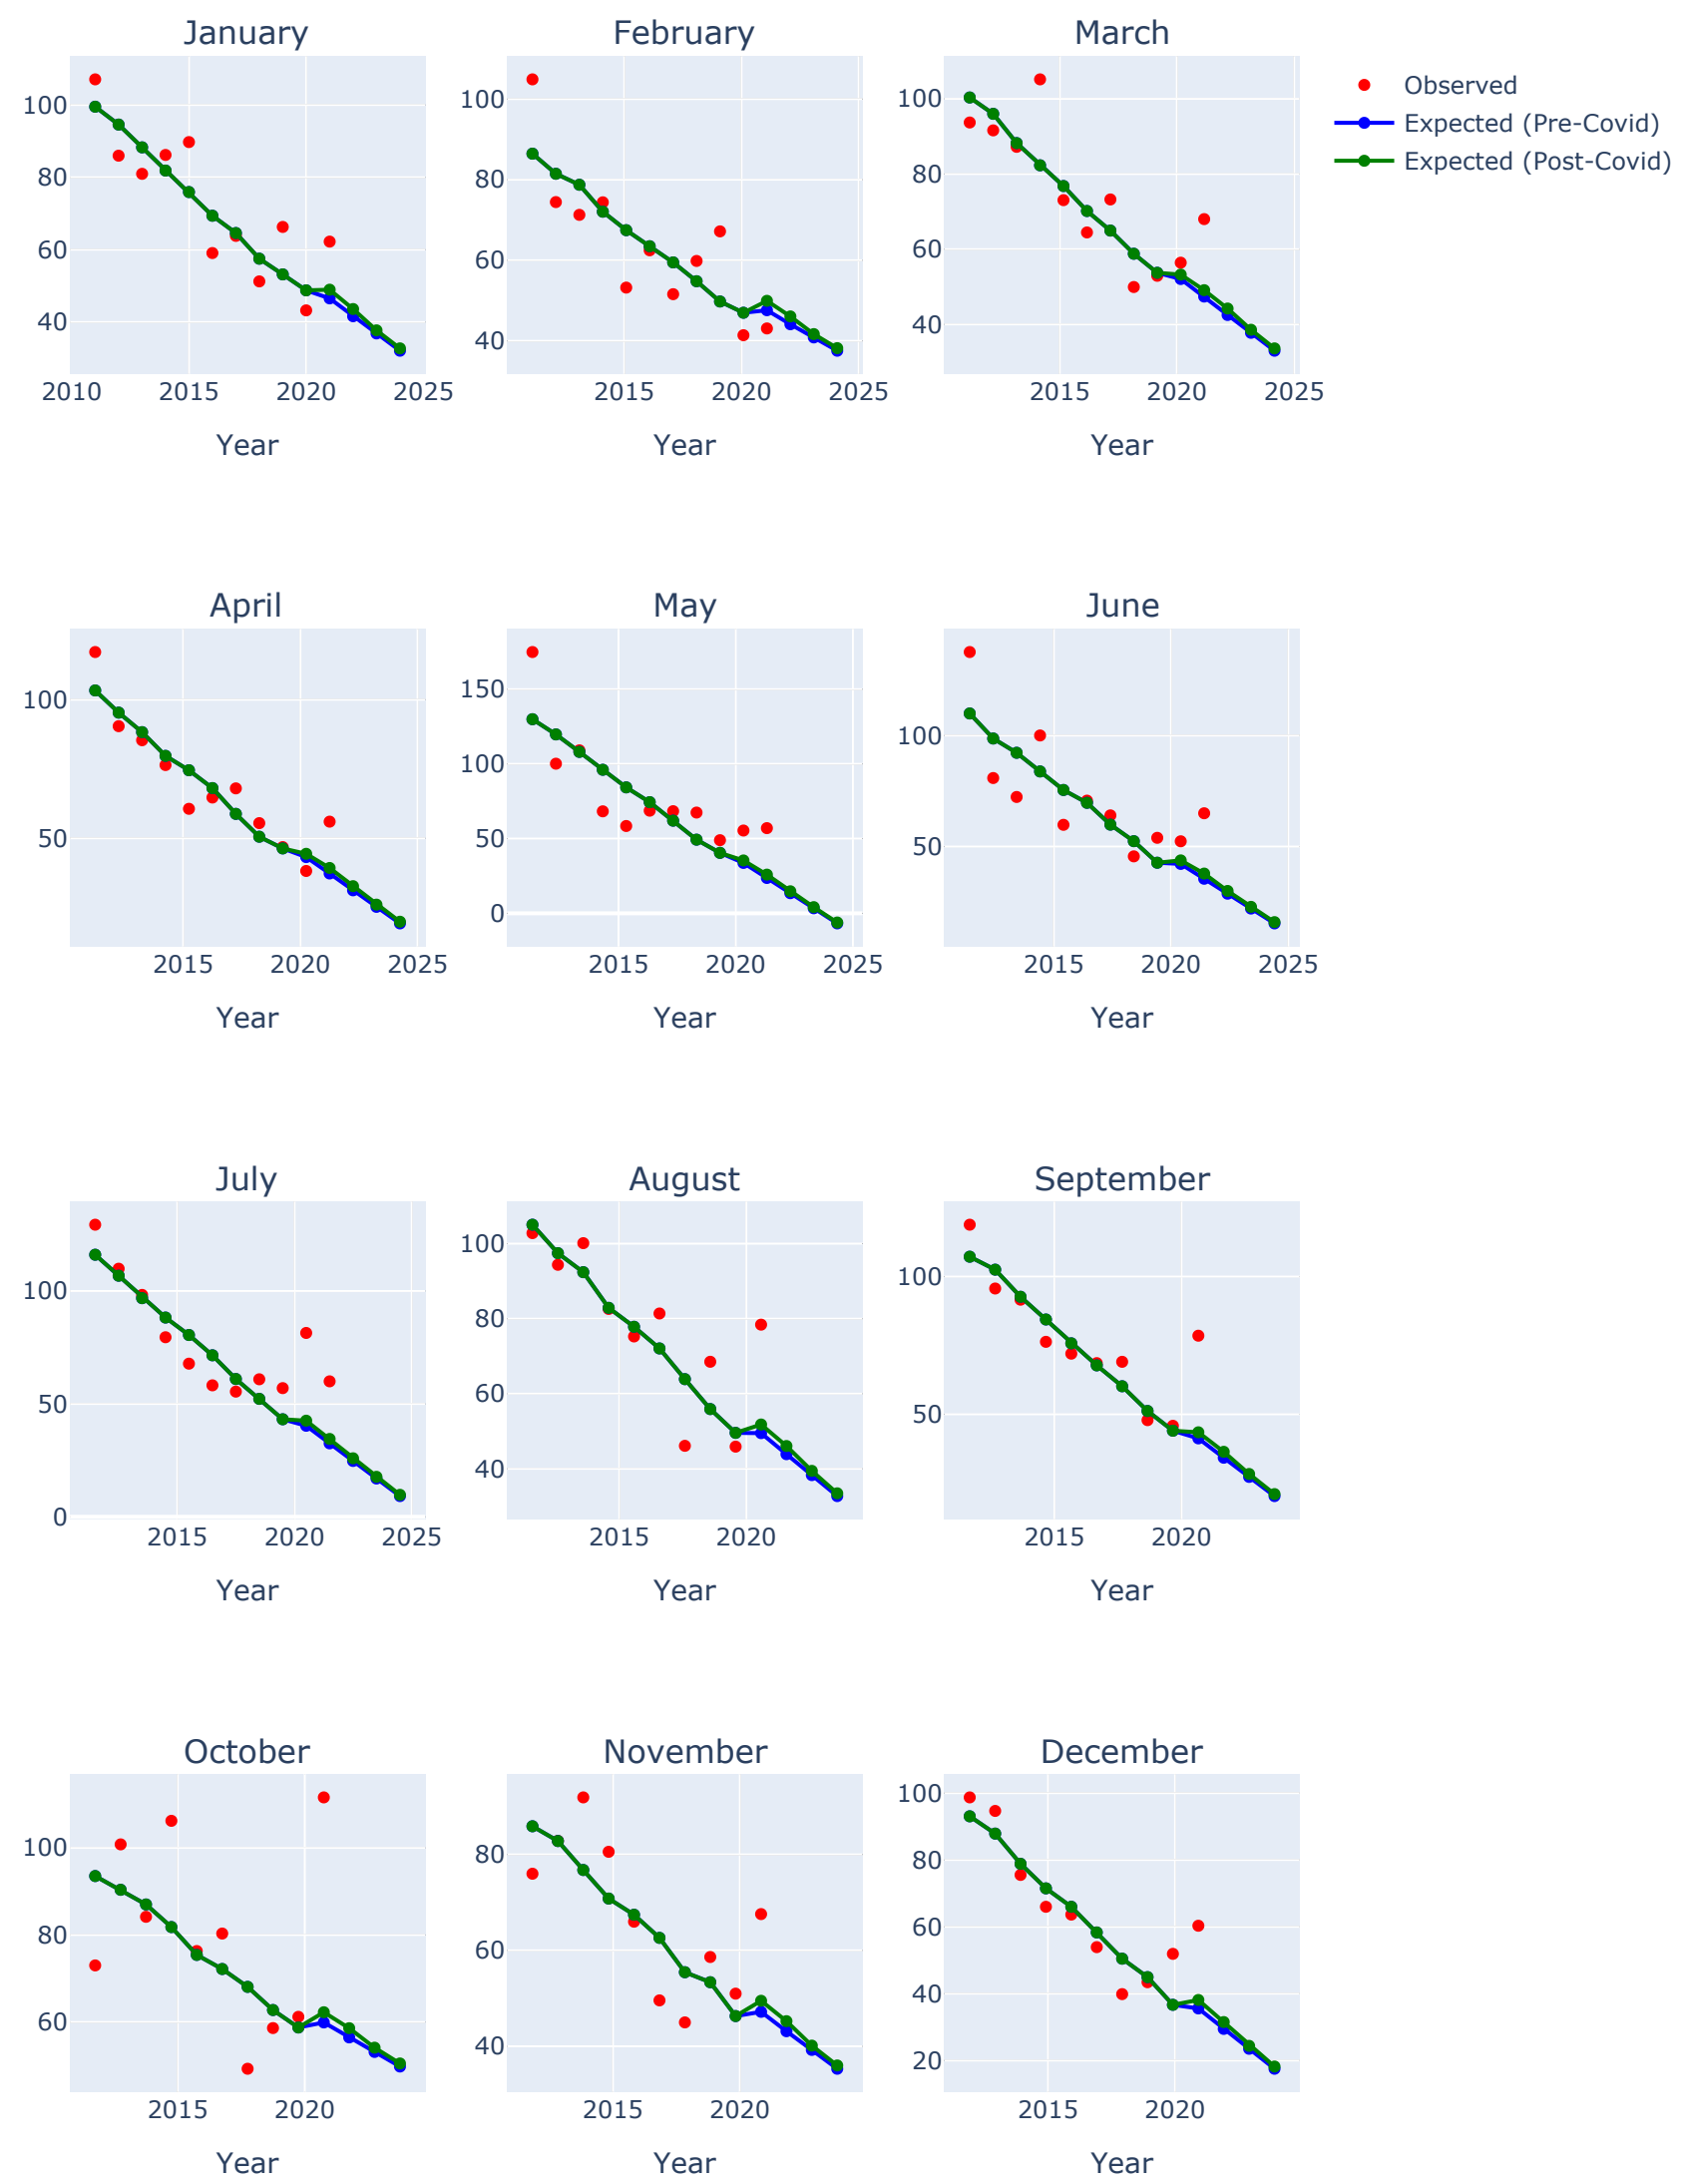 January February March
Observed
Expected (Pre-Covid)
Expected (Post-Covid)
100 100 100
80 80 80
60 60 60
40 40 40
2010 2015 2020 2025 2015 2020 2025 2015 2020 2025
Year Year Year
April May June
150
100 100 100
50 50 50
0
2015 2020 2025 2015 2020 2025 2015 2020 2025
Year Year Year
July August September
100 100 100
80
50 60 50
40
0
2015 2020 2025 2015 2020 2015 2020
Year Year Year
October November December
100 80 100
80 60 80
60 40 60
40
20
2015 2020 2015 2020 2015 2020
Year Year Year